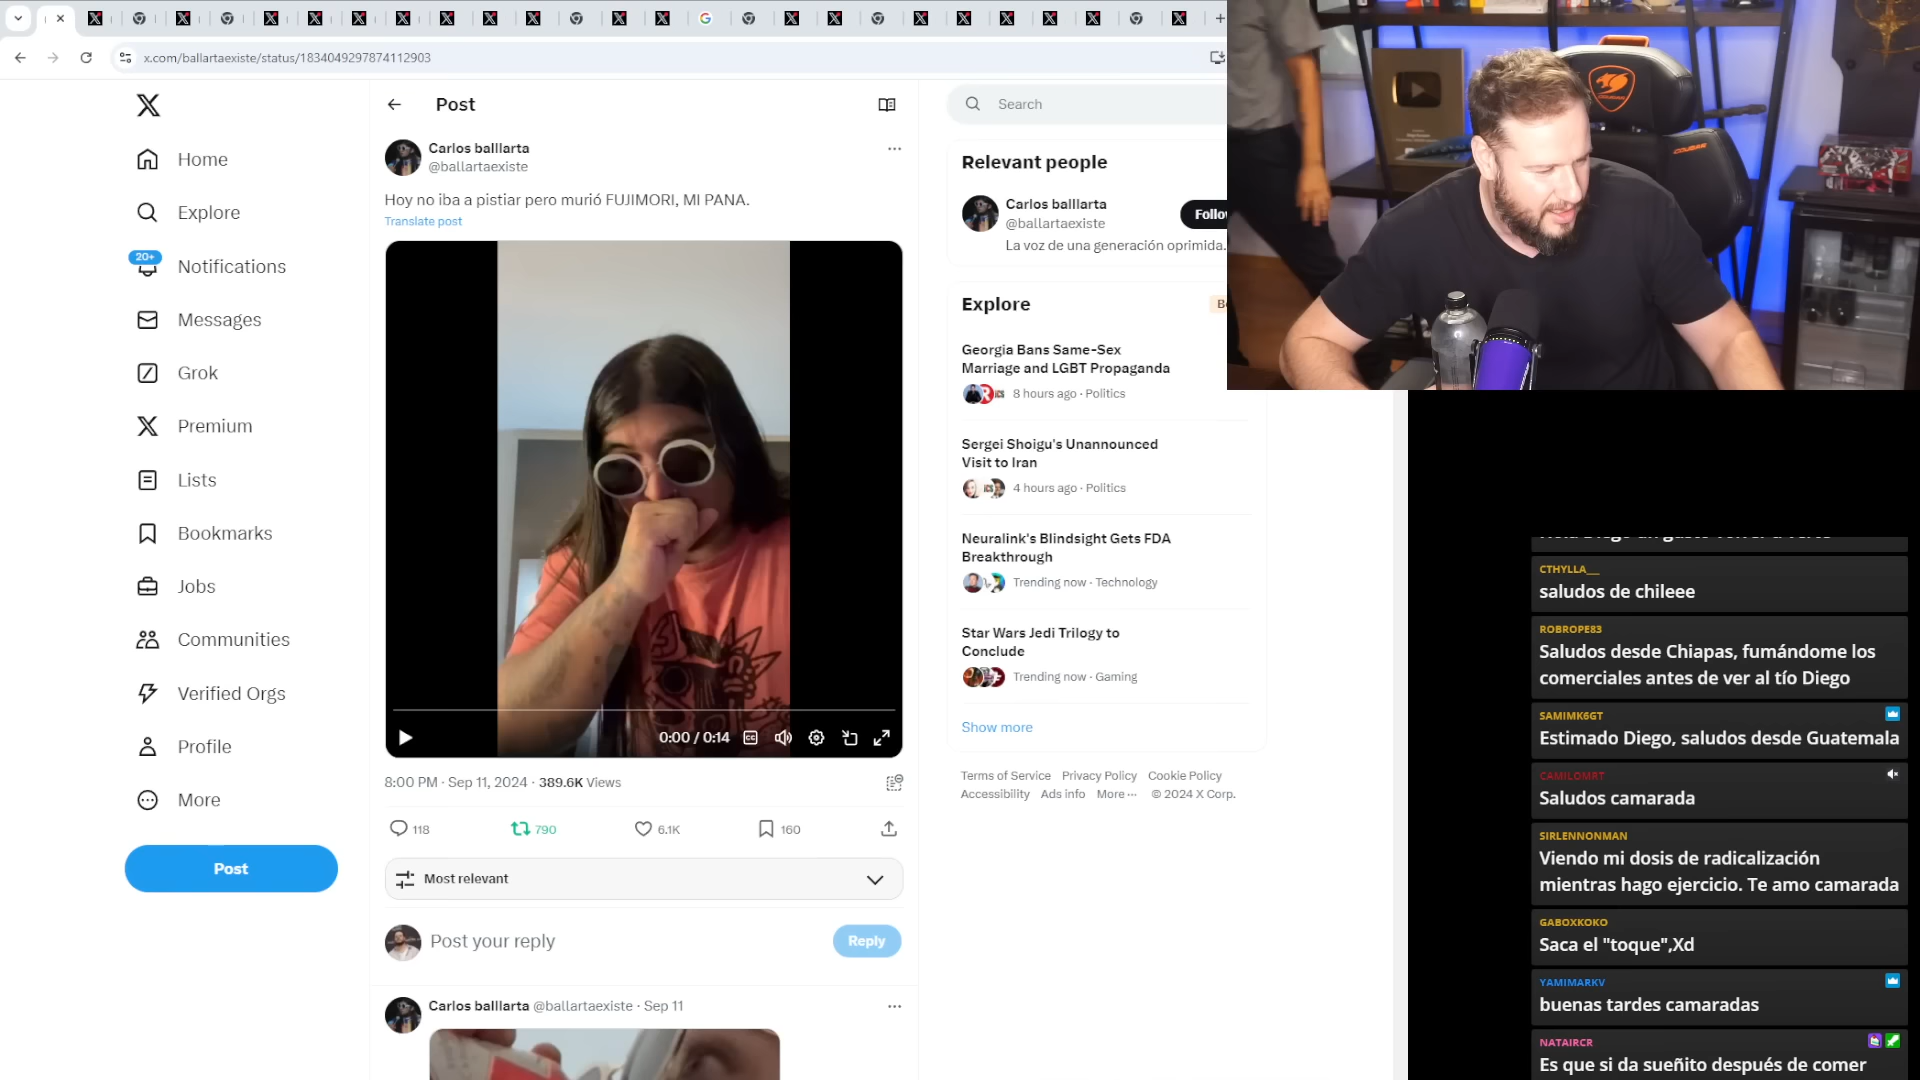 x.com/ballartaexiste/status/1834049297874112903
Home
Explore
20+
Notifications
Messages
Grok
Premium
Lists
Bookmarks
Jobs
Communities
Verified Orgs
Profile
More
Post
Post
Carlos balllarta
@ballartaexiste
Hoy no iba a pistiar pero murió FUJIMORI, MI PANA.
Translate post
0:00 / 0:14
8:00 PM · Sep 11, 2024 · 389.6K Views
118
790
6.1K
160
Most relevant
Post your reply
Reply
Carlos balllarta @ballartaexiste · Sep 11
Search
Relevant people
Carlos balllarta
@ballartaexiste
La voz de una generación oprimida.
Explore
Georgia Bans Same-Sex
Marriage and LGBT Propaganda
8 hours ago · Politics
Sergei Shoigu's Unannounced
Visit to Iran
4 hours ago · Politics
Neuralink's Blindsight Gets FDA
Breakthrough
Trending now · Technology
Star Wars Jedi Trilogy to
Conclude
Trending now · Gaming
Show more
Terms of Service Privacy Policy Cookie Policy
Accessibility Ads info More ··· © 2024 X Corp.
COUGAR
CTHYLLA__
saludos de chileee
ROBROPE83
Saludos desde Chiapas, fumándome los
comerciales antes de ver al tío Diego
SAMIMK6GT
Estimado Diego, saludos desde Guatemala
CAMILOMRT
Saludos camarada
SIRLENNONMAN
Viendo mi dosis de radicalización
mientras hago ejercicio. Te amo camarada
GABOXKOKO
Saca el "toque",Xd
YAMIMARKV
buenas tardes camaradas
NATAIRCR
Es que si da sueñito después de comer